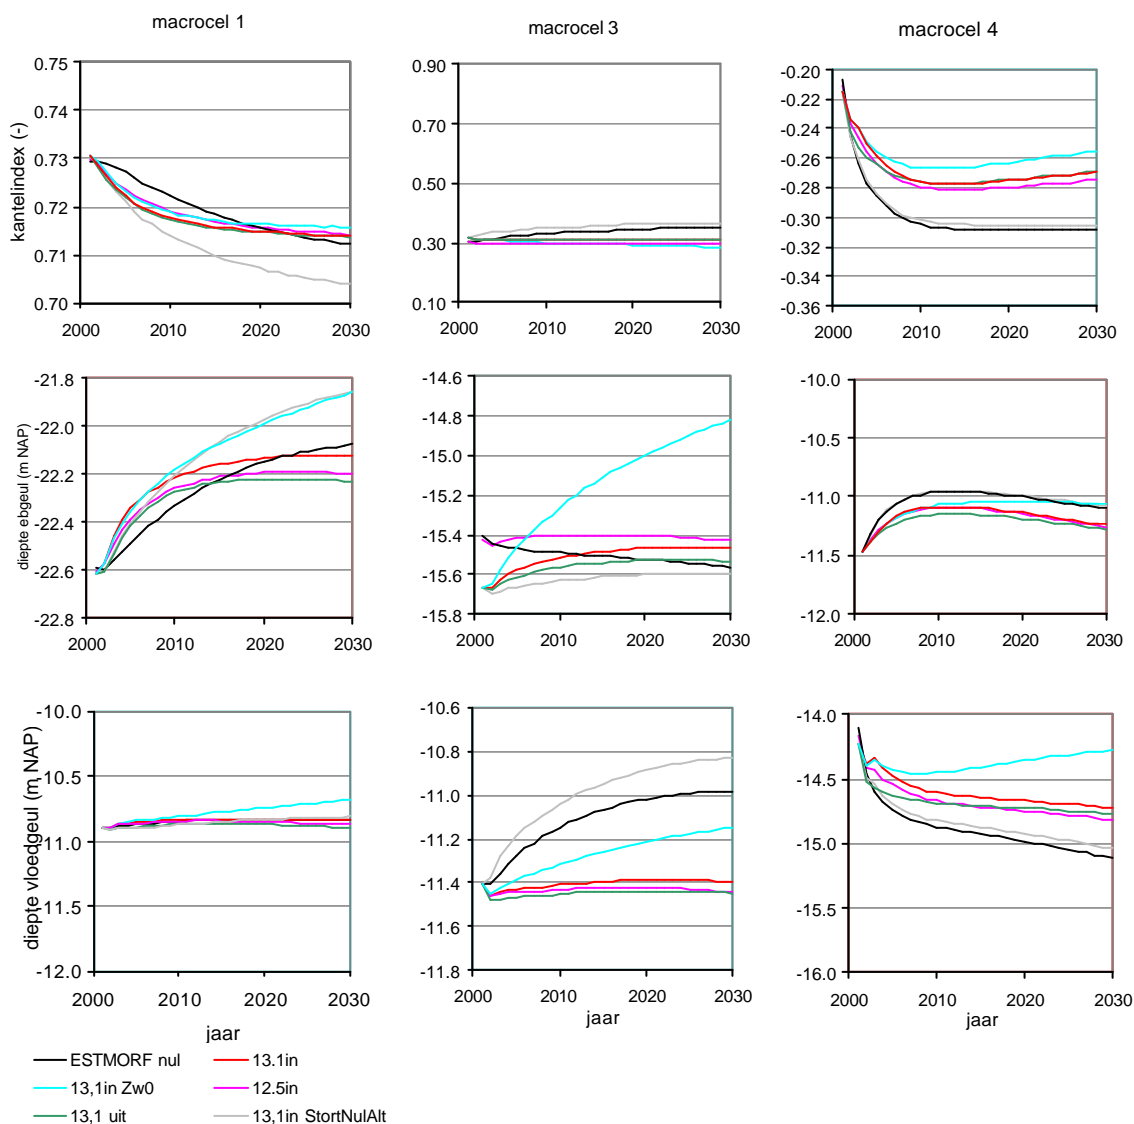 macrocel 1
macrocel 3
macrocel 4
kantelindex (-)
0.75
0.74
0.73
0.72
0.71
0.70
2000 2010 2020 2030
0.90
0.70
0.50
0.30
0.10
2000 2010 2020 2030
-0.20
-0.22
-0.24
-0.26
-0.28
-0.30
-0.32
-0.34
-0.36
2000 2010 2020 2030
diepte ebgeul (m NAP)
-21.8
-22.0
-22.2
-22.4
-22.6
-22.8
2000 2010 2020 2030
-14.6
-14.8
-15.0
-15.2
-15.4
-15.6
-15.8
2000 2010 2020 2030
-10.0
-10.5
-11.0
-11.5
-12.0
2000 2010 2020 2030
diepte vloedgeul (m NAP)
-10.0
-10.5
-11.0
-11.5
-12.0
2000 2010 2020 2030
jaar
-10.6
-10.8
-11.0
-11.2
-11.4
-11.6
-11.8
2000 2010 2020 2030
jaar
-14.0
-14.5
-15.0
-15.5
-16.0
2000 2010 2020 2030
jaar
ESTMORF nul
13.1in
13,1in Zw0
12.5in
13,1 uit
13,1in StortNulAlt